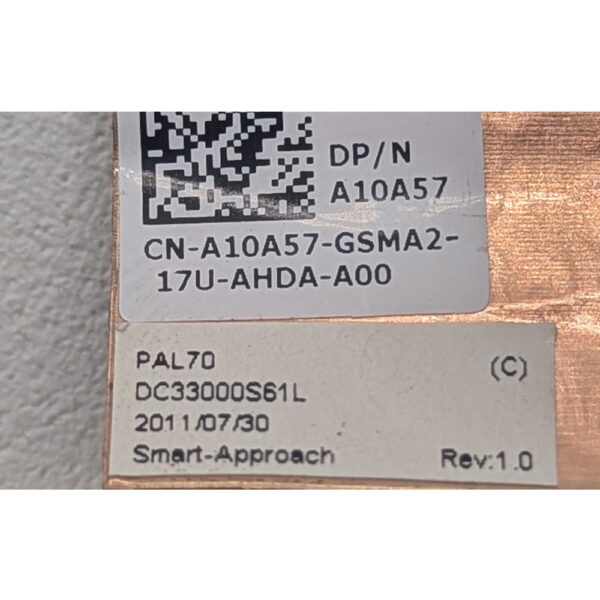 DP/N
A10A57
CN-A10A57-GSMA2-
17U-AHDA-A00
PAL70 (C)
DC33000S61L
2011/07/30
Smart-Approach Rev:1.0